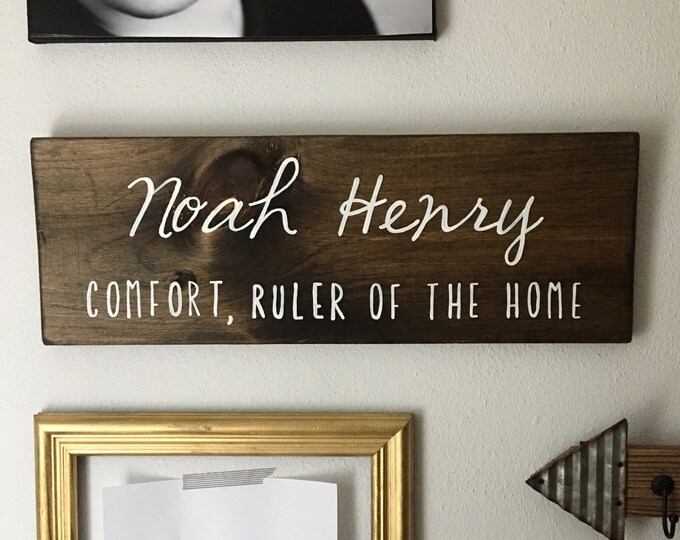 Noah Henry
COMFORT, RULER OF THE HOME